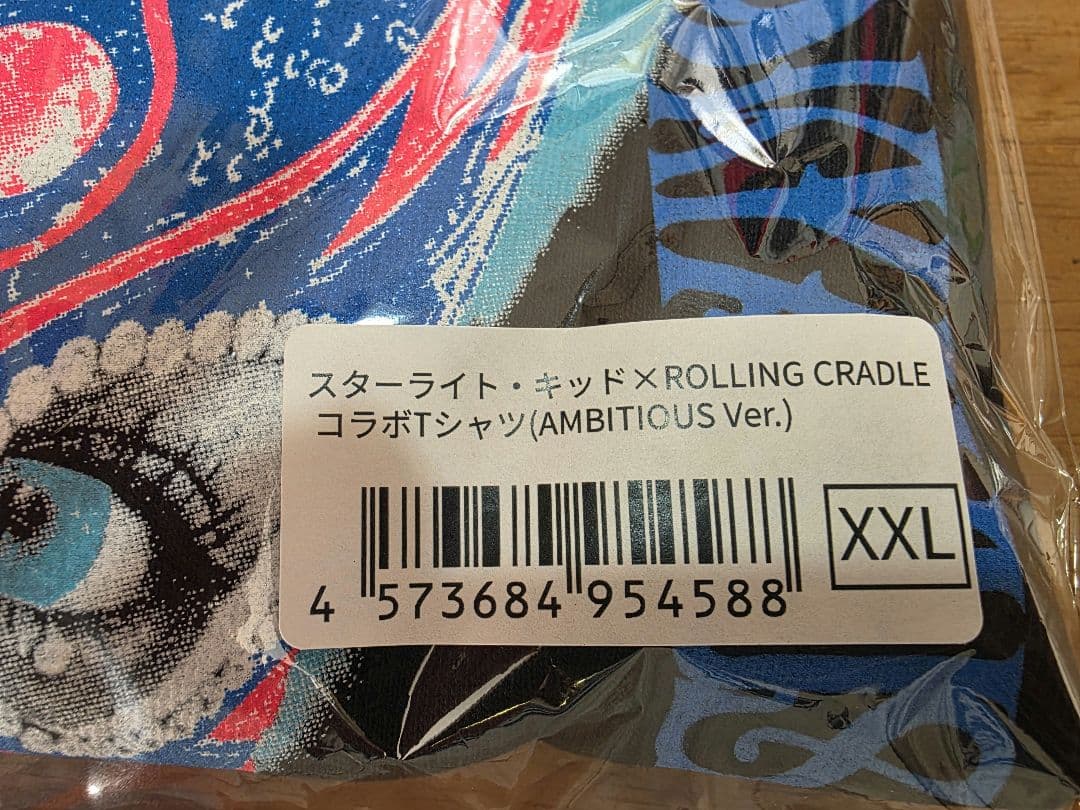 スターライト・キッド×ROLLING CRADLE
コラボTシャツ(AMBITIOUS Ver.)
XXL
4 573684 954588